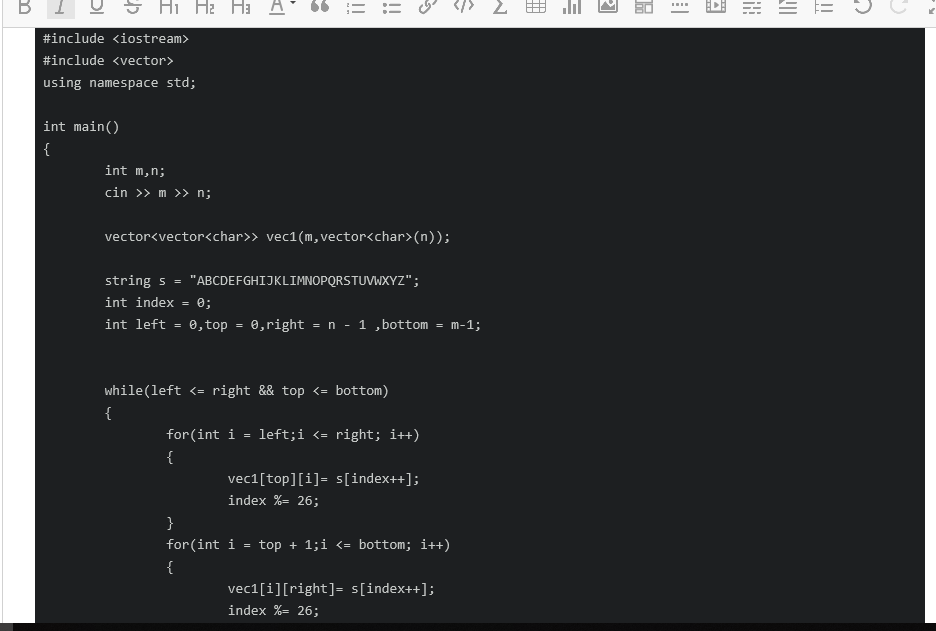 B I U S H1 H2 H3 A
#include <iostream>
#include <vector>
using namespace std;
int main()
{
int m,n;
cin >> m >> n;
vector<vector<char>> vec1(m,vector<char>(n));
string s = "ABCDEFGHIJKLIMNOPQRSTUVWXYZ";
int index = 0;
int left = 0,top = 0,right = n - 1 ,bottom = m-1;
while(left <= right && top <= bottom)
{
for(int i = left;i <= right; i++)
{
vec1[top][i]= s[index++];
index %= 26;
}
for(int i = top + 1;i <= bottom; i++)
{
vec1[i][right]= s[index++];
index %= 26;